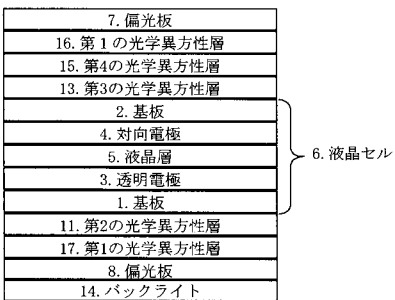 7.偏光板
16.第1の光学異方性層
15.第4の光学異方性層
13.第3の光学異方性層
2.基板
4.対向電極
5.液晶層
6.液晶セル
3.透明電極
1.基板
11.第2の光学異方性層
17.第1の光学異方性層
8.偏光板
14.バックライト